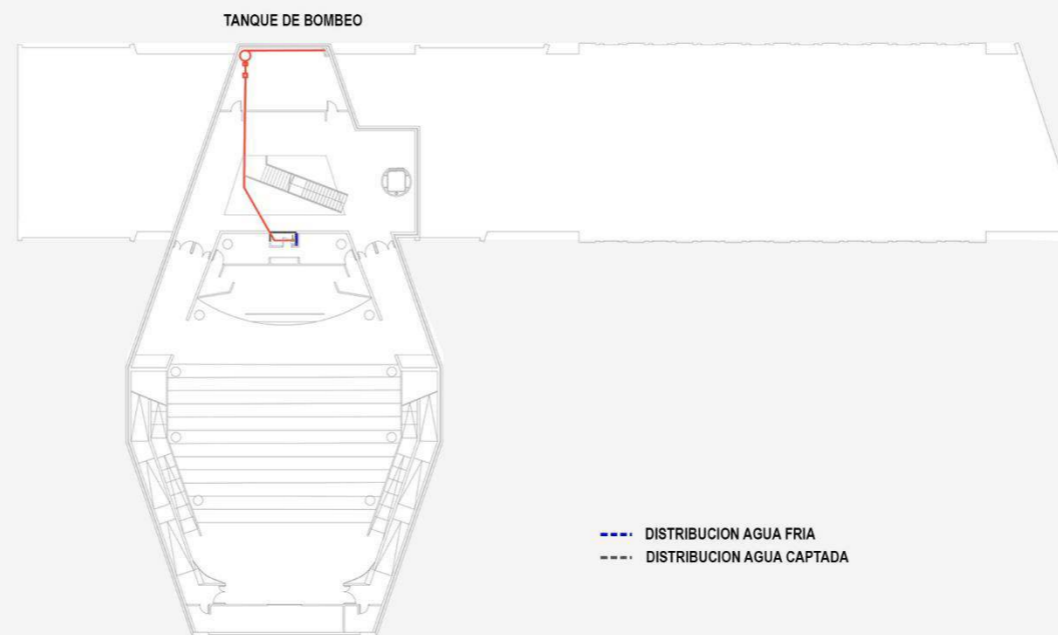 TANQUE DE BOMBEO
DISTRIBUCION AGUA FRIA
DISTRIBUCION AGUA CAPTADA